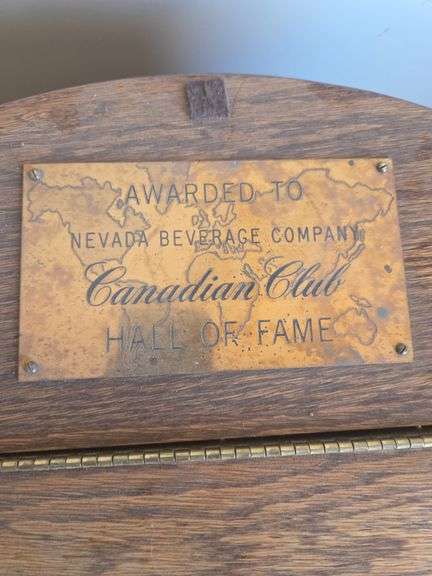 AWARDED TO
NEVADA BEVERAGE COMPANY
Canadian Club
HALL OF FAME